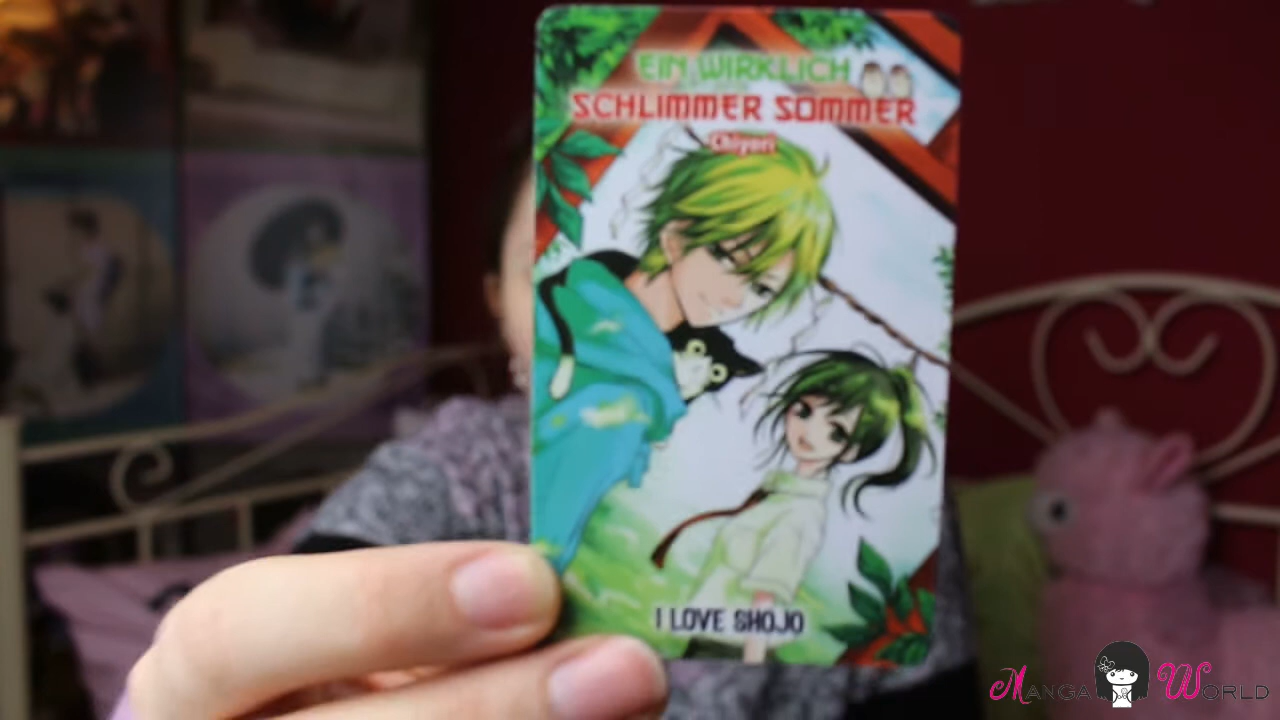 EIN WIRKLICH
SCHLIMMER SOMMER
Chiyori
I LOVE SHOJO
MANGA WORLD